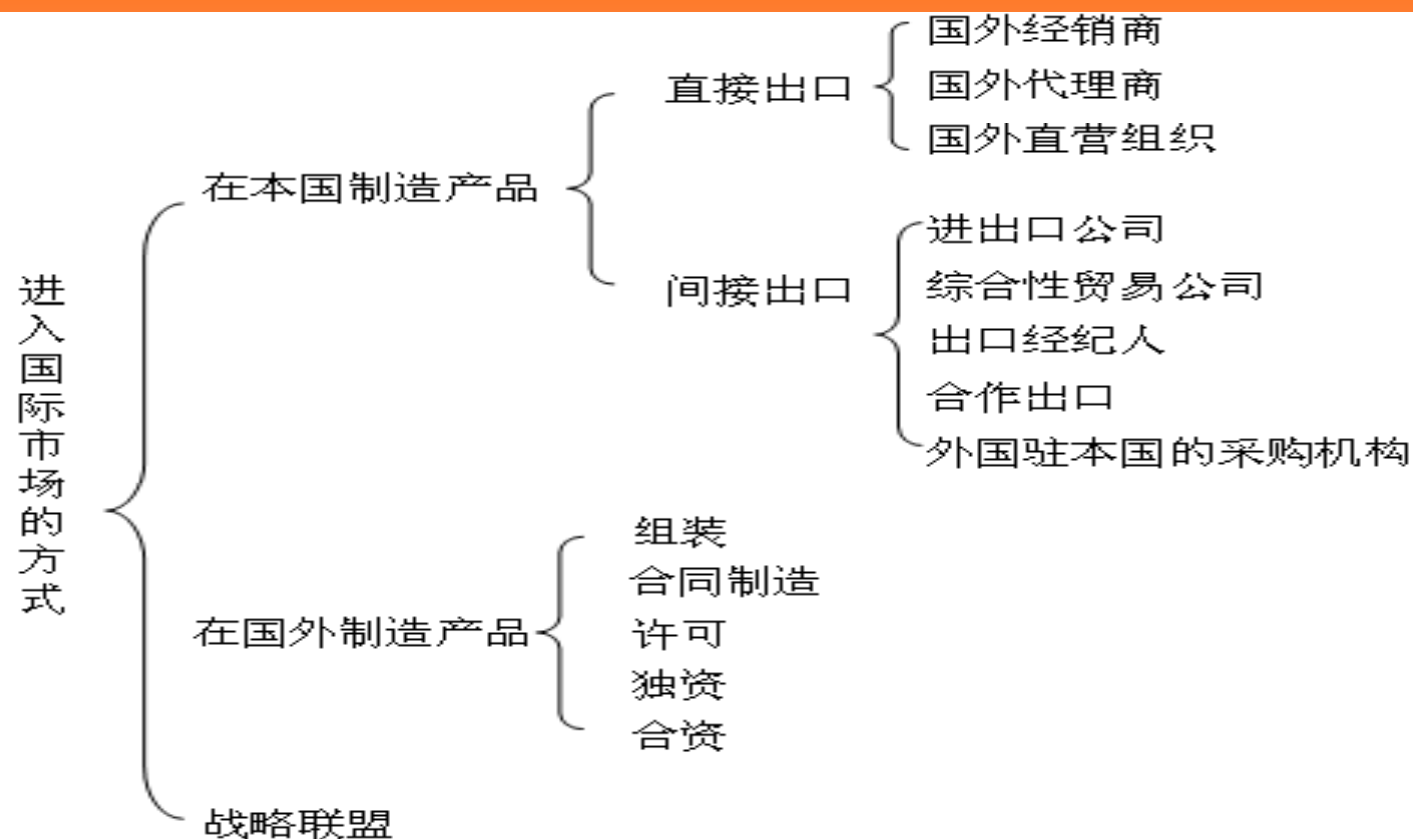 进入国际市场的方式
在本国制造产品
直接出口
国外经销商
国外代理商
国外直营组织
间接出口
进出口公司
综合性贸易公司
出口经纪人
合作出口
外国驻本国的采购机构
在国外制造产品
组装
合同制造
许可
独资
合资
战略联盟